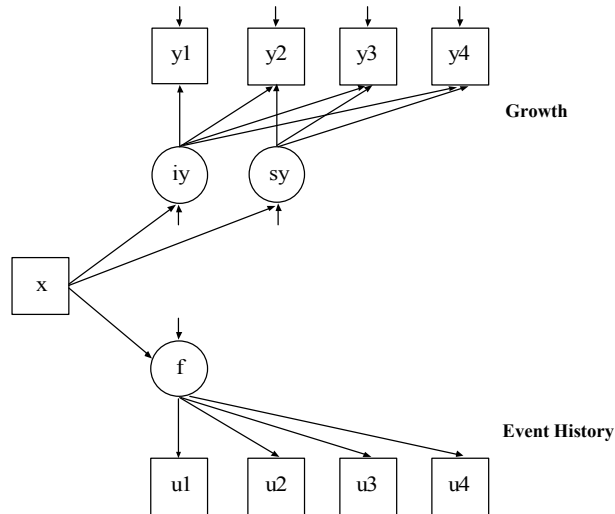 y1 y2 y3 y4
Growth
iy sy
x
f
Event History
u1 u2 u3 u4